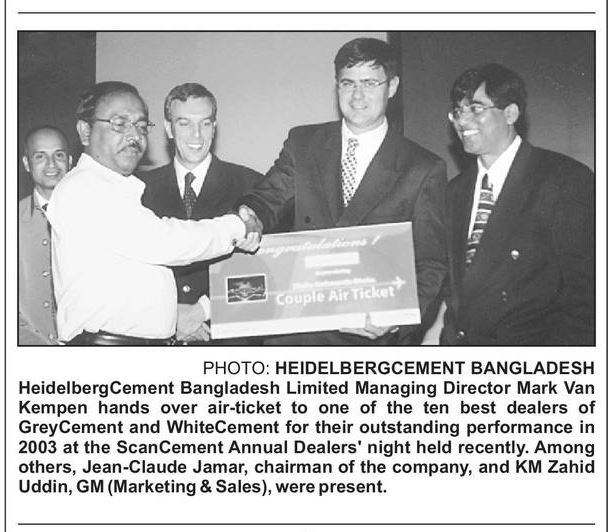 Congratulations !
Couple Air Ticket
PHOTO: HEIDELBERGCEMENT BANGLADESH
HeidelbergCement Bangladesh Limited Managing Director Mark Van
Kempen hands over air-ticket to one of the ten best dealers of
GreyCement and WhiteCement for their outstanding performance in
2003 at the ScanCement Annual Dealers' night held recently. Among
others, Jean-Claude Jamar, chairman of the company, and KM Zahid
Uddin, GM (Marketing & Sales), were present.